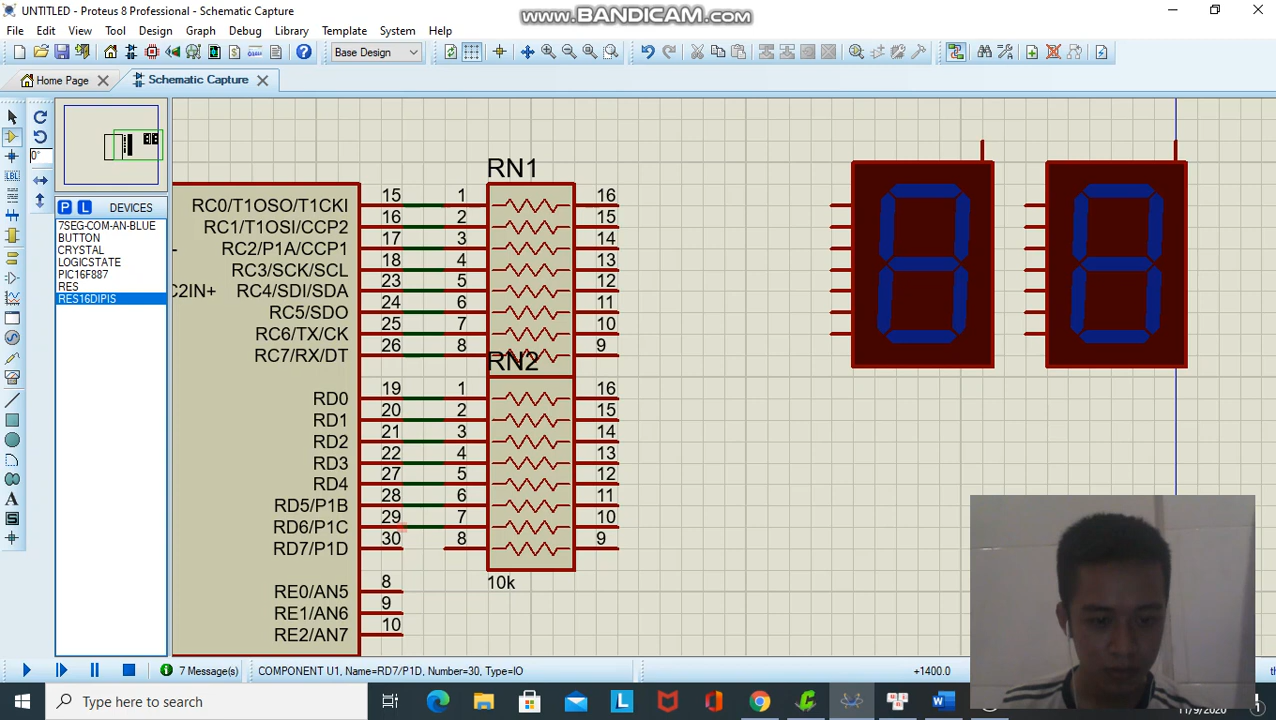 UNTITLED - Proteus 8 Professional - Schematic Capture
www.BANDICAM.com
File Edit View Tool Design Graph Debug Library Template System Help
Base Design
Home Page
Schematic Capture
0°
P L DEVICES
7SEG-COM-AN-BLUE
BUTTON
CRYSTAL
LOGICSTATE
PIC16F887
RES
RES16DIPIS
LBL
RN1
RC0/T1OSO/T1CKI 15 1 16
RC1/T1OSI/CCP2 16 2 15
RC2/P1A/CCP1 17 3 14
RC3/SCK/SCL 18 4 13
C2IN+ RC4/SDI/SDA 23 5 12
RC5/SDO 24 6 11
RC6/TX/CK 25 7 10
RC7/RX/DT 26 8 9
RN2
RD0 19 1 16
RD1 20 2 15
RD2 21 3 14
RD3 22 4 13
RD4 27 5 12
RD5/P1B 28 6 11
RD6/P1C 29 7 10
RD7/P1D 30 8 9
10k
RE0/AN5 8
RE1/AN6 9
RE2/AN7 10
7 Message(s)
COMPONENT U1, Name=RD7/P1D, Number=30, Type=IO
+1400.0
th
Type here to search
11/9/2020